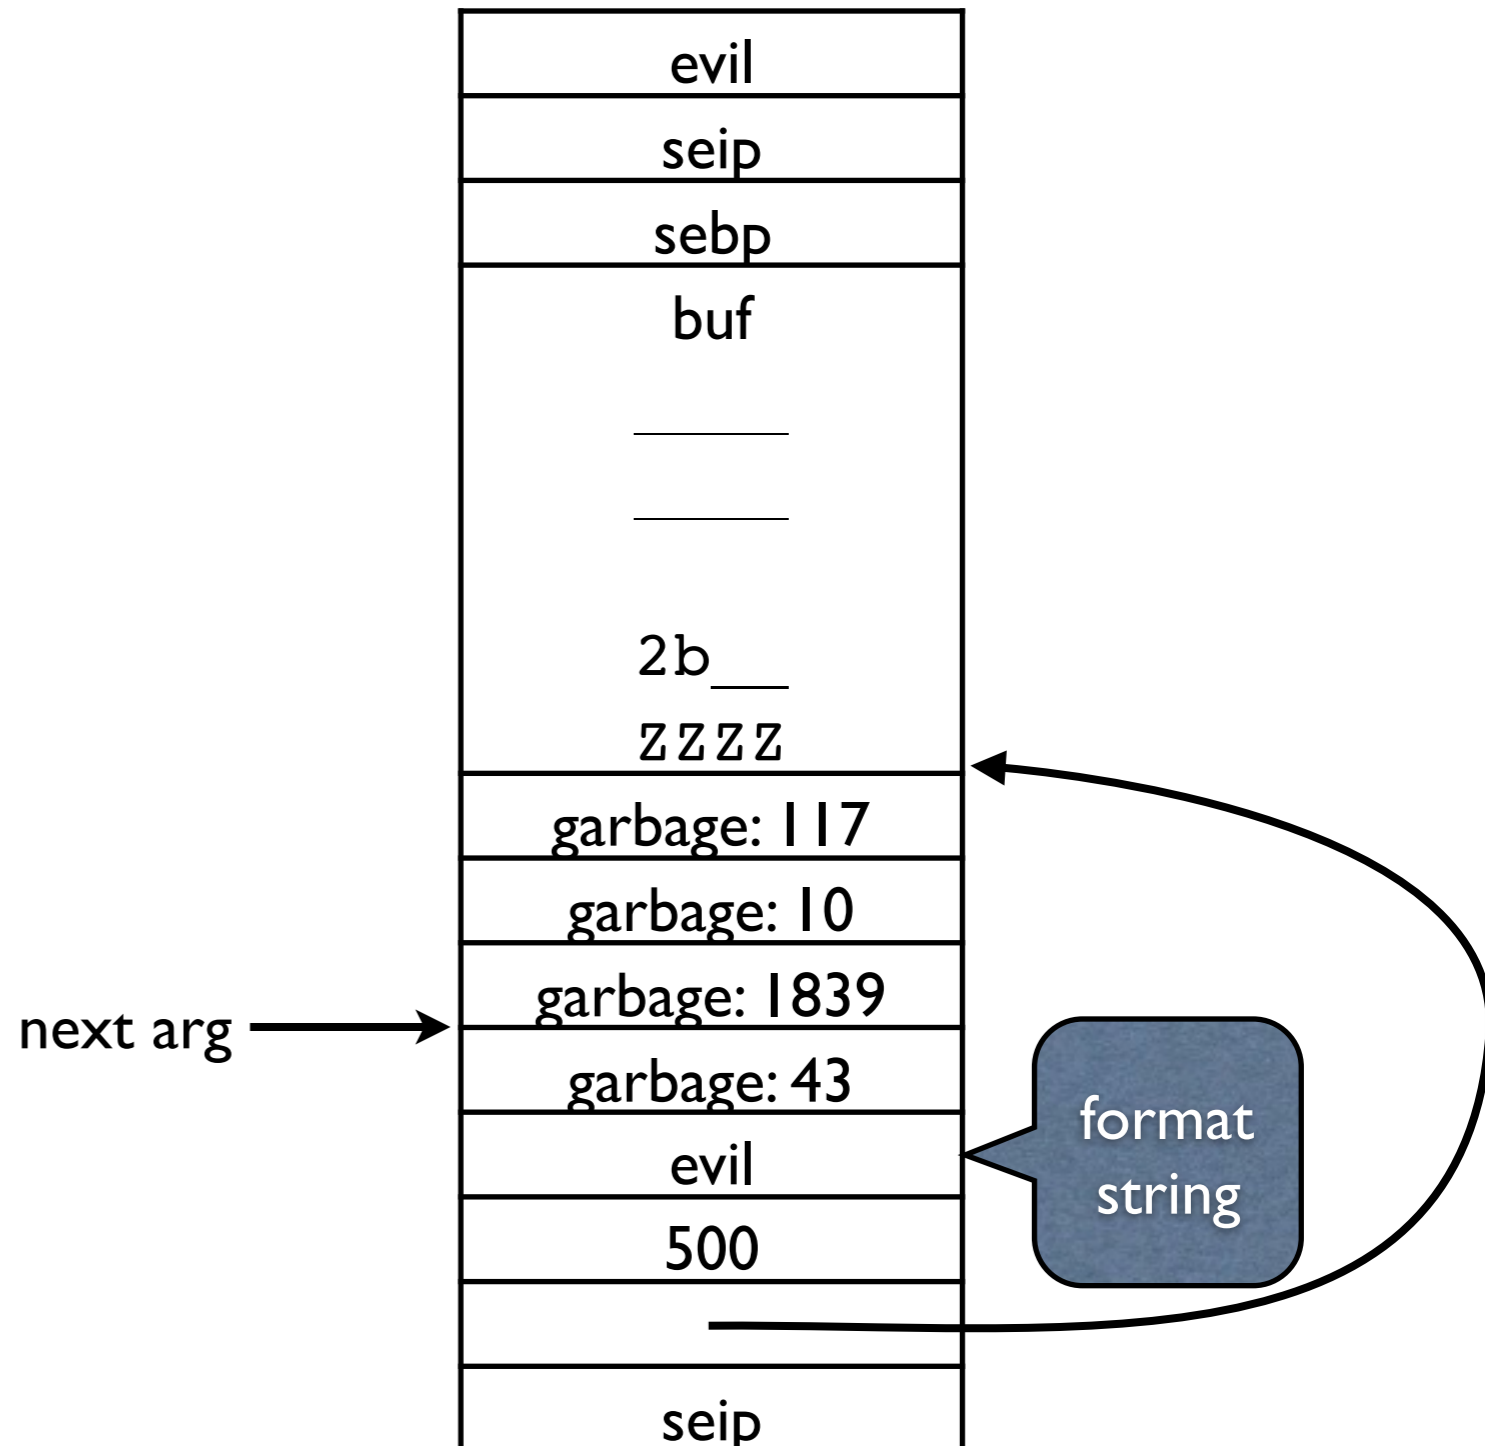 evil
seip
sebp
buf
2b__
ZZZZ
garbage: 117
garbage: 10
garbage: 1839
next arg
garbage: 43
format
string
evil
500
seip